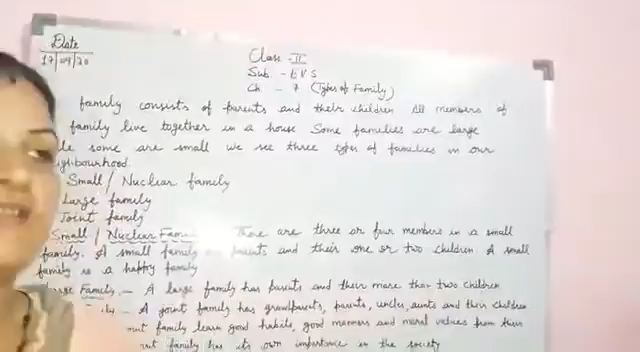 Date
17/04/20
Class - II
Sub - E V S
Ch. - 7 (Types of Family)
family consists of parents and their children All members of
family live together in a house Some families are large
some are small we see three types of families in our
Small / Nuclear family
Large family
Joint family
Small / Nuclear There are three or four members in a small
family. A small family parents and their one or two children. A small
family is a happy family
Family - A large family has parents and their more than two children
- A joint family has grandparents, parents, uncles, aunts and their children
family learn good habits, good manners and moral values from their
family has its own importance in the society